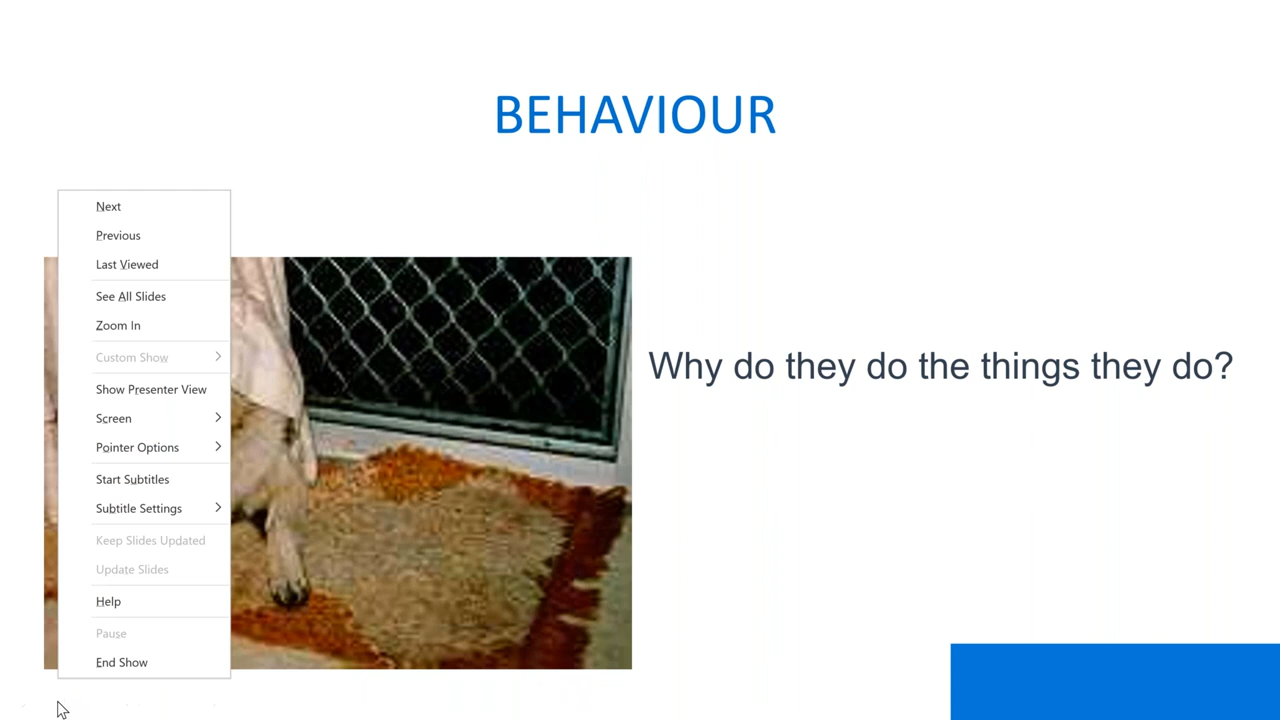 BEHAVIOUR
Next
Previous
Last Viewed
See All Slides
Zoom In
Custom Show
Show Presenter View
Screen
Pointer Options
Start Subtitles
Subtitle Settings
Keep Slides Updated
Update Slides
Help
Pause
End Show
Why do they do the things they do?